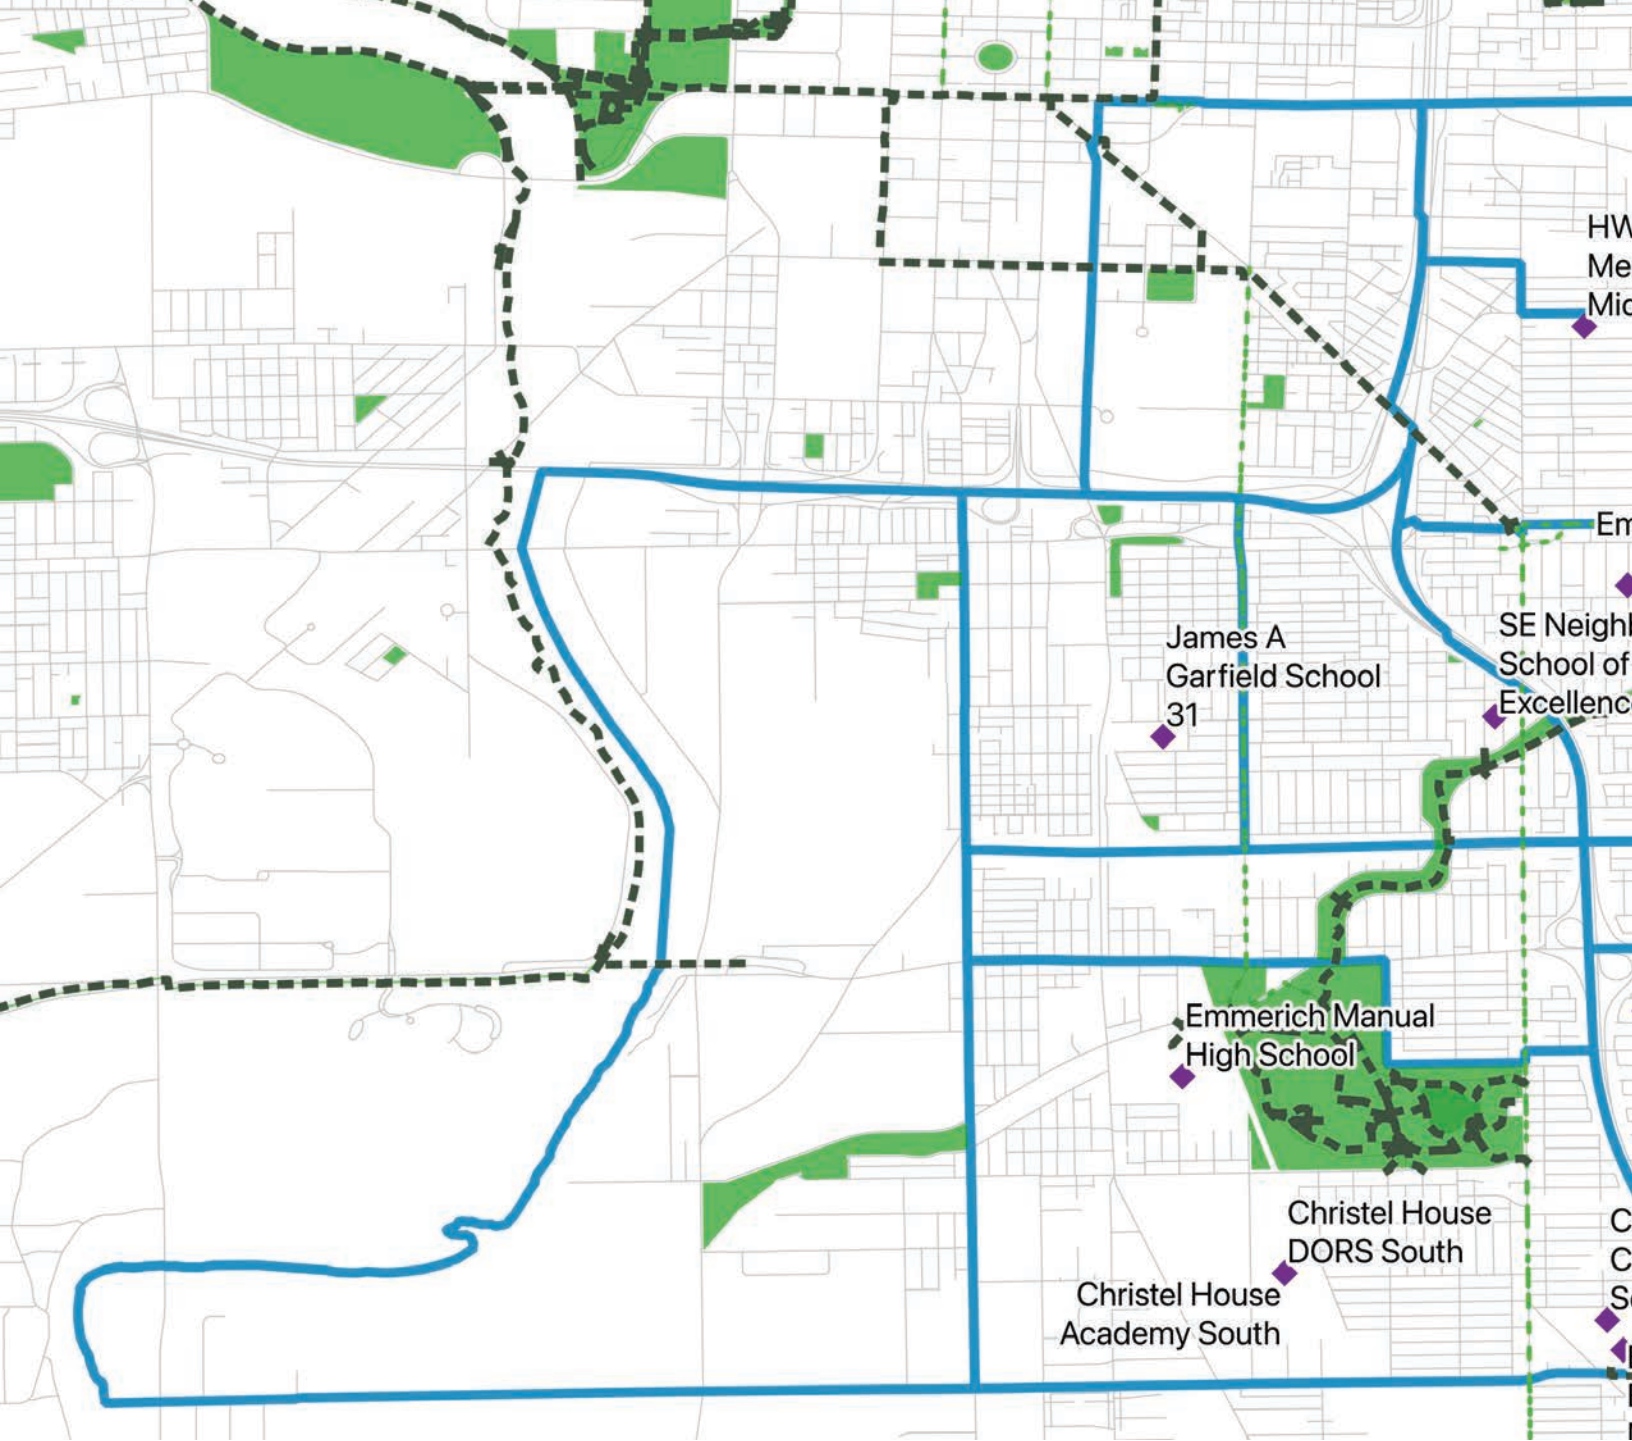 HW
Me
Mid
Em
James A
Garfield School
31
SE Neighb
School of
Excellenc
Emmerich Manual
High School
Christel House
DORS South
Christel House
Academy South
C
C